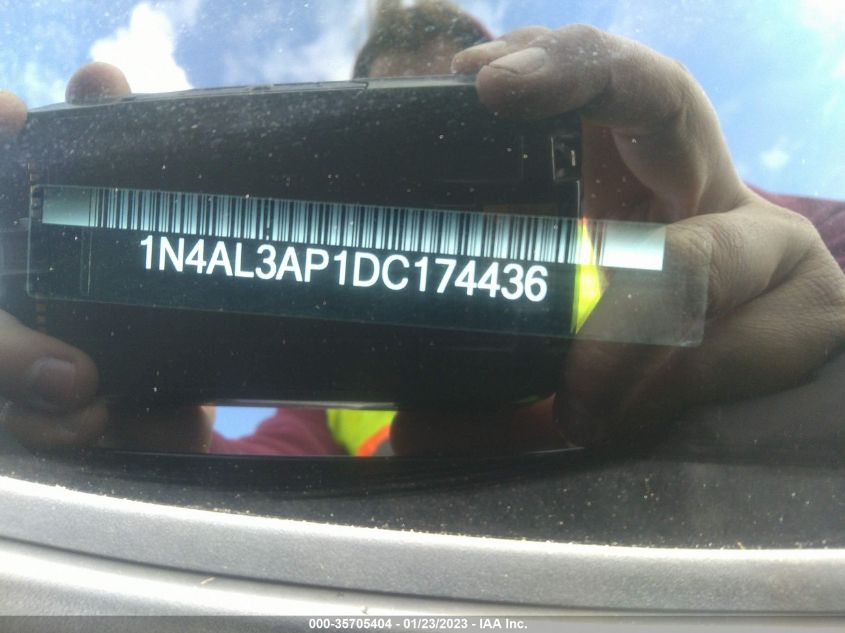 1N4AL3AP1DC174436
000-35705404 - 01/23/2023 - IAA Inc.